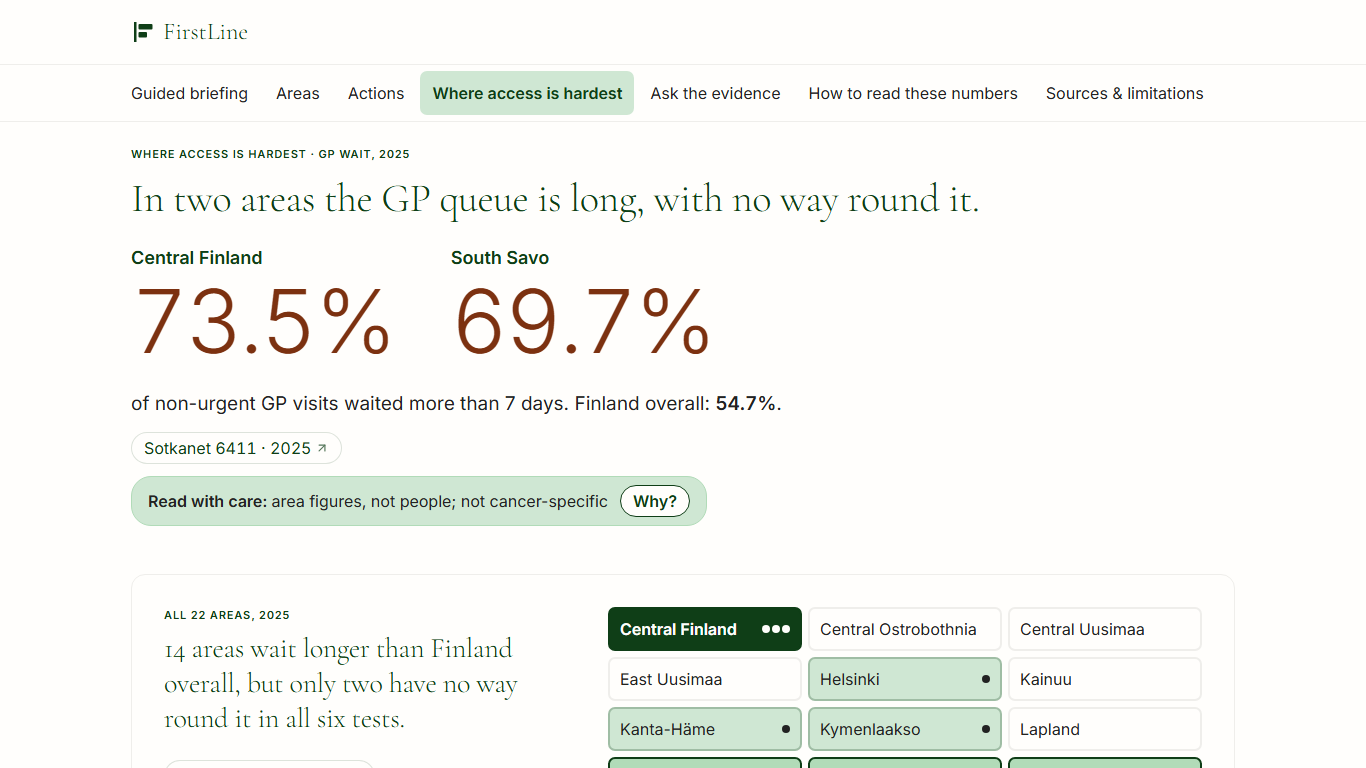 FirstLine
Guided briefing Areas Actions Where access is hardest Ask the evidence How to read these numbers Sources & limitations
WHERE ACCESS IS HARDEST · GP WAIT, 2025
In two areas the GP queue is long, with no way round it.
Central Finland South Savo
73.5% 69.7%
of non-urgent GP visits waited more than 7 days. Finland overall: 54.7%.
Sotkanet 6411 · 2025 ↗
Read with care: area figures, not people; not cancer-specific Why?
ALL 22 AREAS, 2025
14 areas wait longer than Finland
overall, but only two have no way
round it in all six tests.
Central Finland Central Ostrobothnia Central Uusimaa
East Uusimaa Helsinki Kainuu
Kanta-Häme Kymenlaakso Lapland